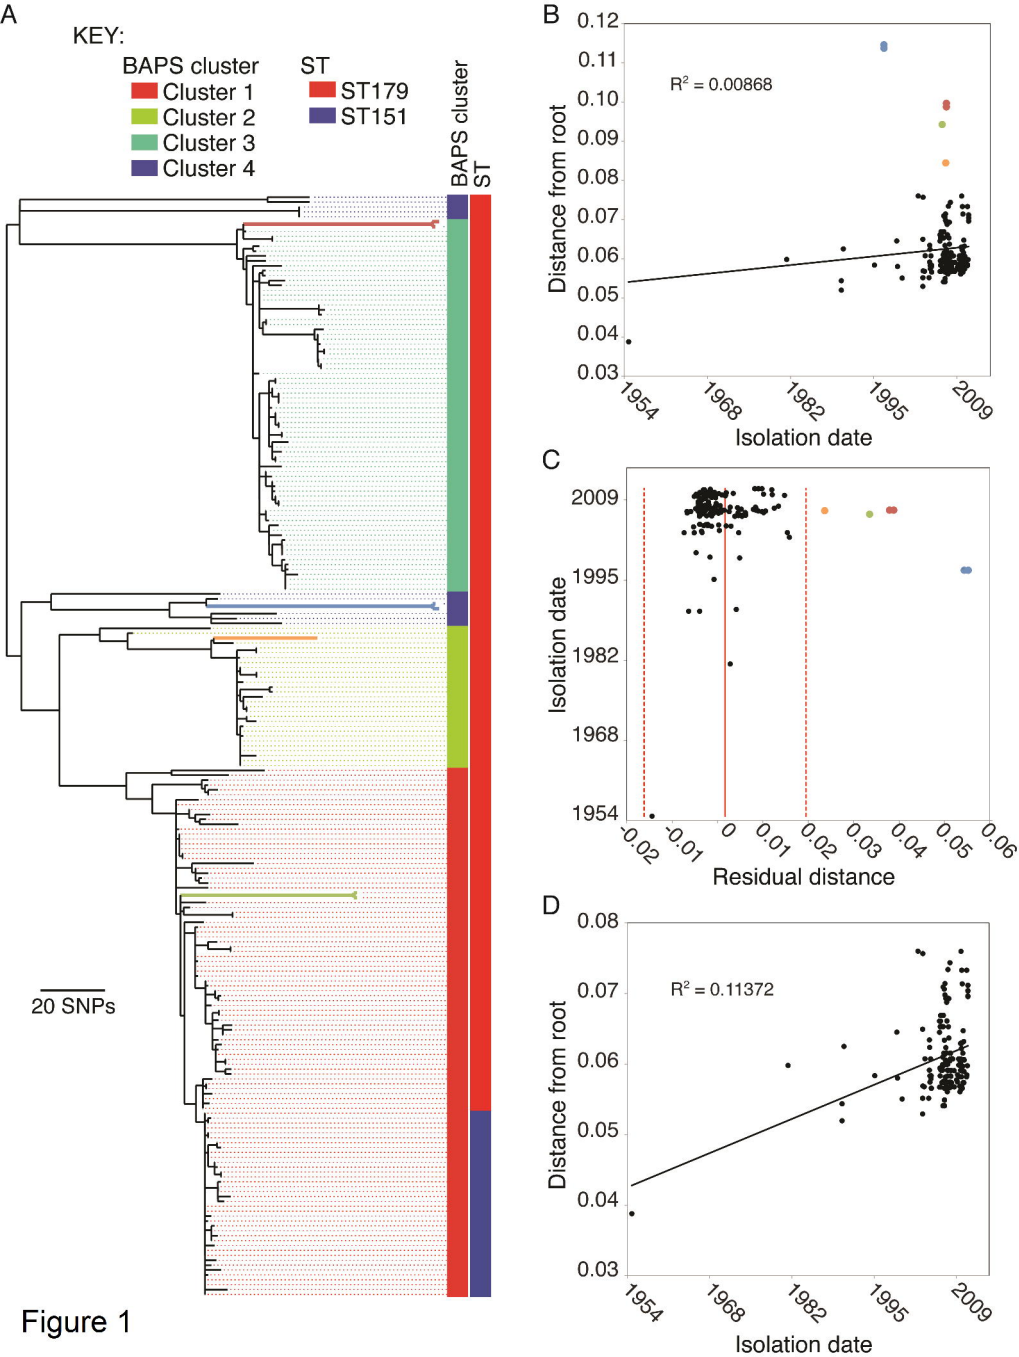 A
KEY:
BAPS cluster
Cluster 1
Cluster 2
Cluster 3
Cluster 4
ST
ST179
ST151
BAPS cluster
ST
20 SNPs
Figure 1
B
Distance from root
0.12
0.11
0.10
0.09
0.08
0.07
0.06
0.05
0.04
0.03
R² = 0.00868
1954
1968
1982
1995
2009
Isolation date
C
Isolation date
2009
1995
1982
1968
1954
-0.02
-0.01
0
0.01
0.02
0.03
0.04
0.05
0.06
Residual distance
D
Distance from root
0.08
0.07
0.06
0.05
0.04
0.03
R² = 0.11372
1954
1968
1982
1995
2009
Isolation date